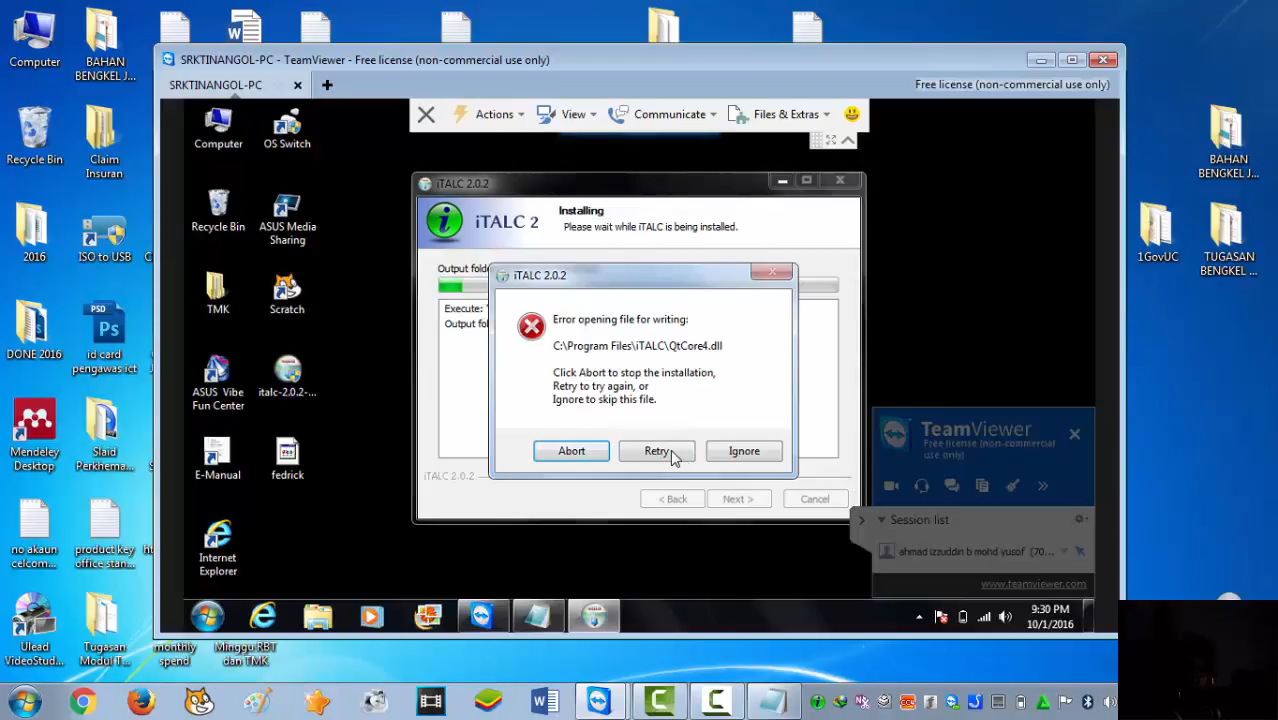 SRKTINANGOL-PC - TeamViewer - Free license (non-commercial use only)
SRKTINANGOL-PC
Free license (non-commercial use only)
Actions
View
Communicate
Files & Extras
Computer
BAHAN
BENGKEL J...
Recycle Bin
Claim
Insuran
2016
ISO to USB
DONE 2016
PSD
Ps
id card
pengawas ict
Mendeley
Desktop
Slaid
Perkhema...
no akaun
celcom...
product key
office stan...
Ulead
VideoStud...
Tugasan
Modul T...
monthly
spend
Minggu RBT
dan TMK
BAHAN
BENGKEL J...
1GovUC
TUGASAN
BENGKEL ...
Computer
OS Switch
Recycle Bin
ASUS Media
Sharing
TMK
Scratch
ASUS Vibe
Fun Center
italc-2.0.2-...
E-Manual
fedrick
Internet
Explorer
iTALC 2.0.2
iTALC 2
Installing
Please wait while iTALC is being installed.
Output fold
Execute:
Output fol
iTALC 2.0.2
Error opening file for writing:
C:\Program Files\iTALC\QtCore4.dll
Click Abort to stop the installation,
Retry to try again, or
Ignore to skip this file.
Abort
Retry
Ignore
iTALC 2.0.2
< Back
Next >
Cancel
TeamViewer
Free license (non-commercial
use only)
Session list
ahmad izzuddin b mohd yusof (70...
www.teamviewer.com
9:30 PM
10/1/2016